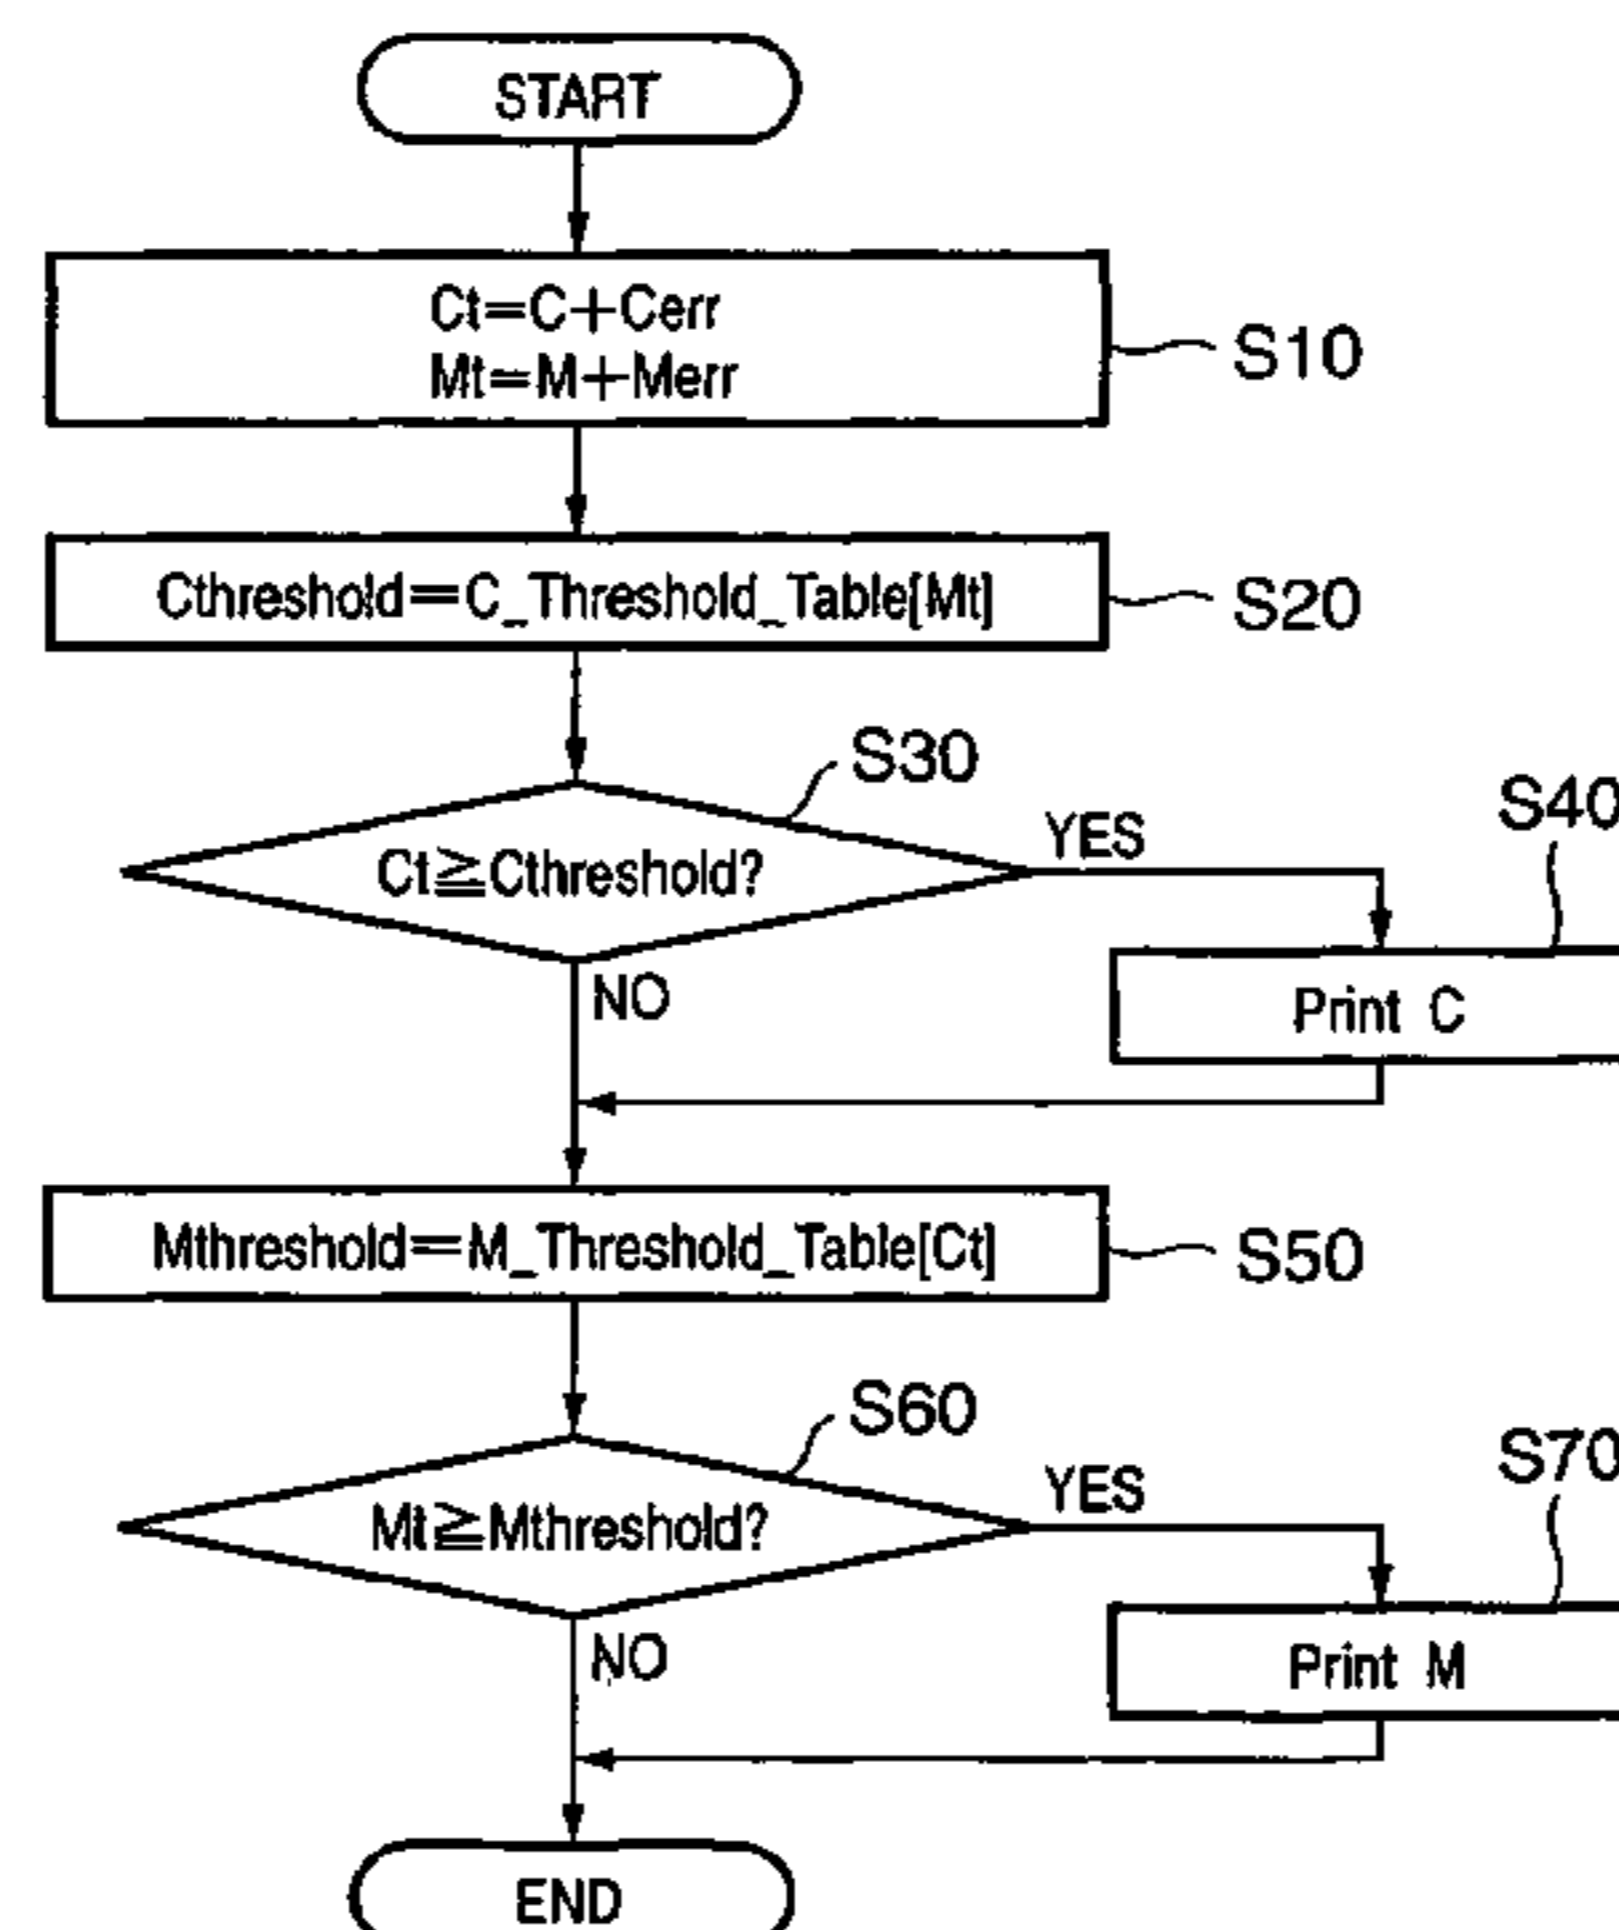 START
Ct=C+Cerr
Mt=M+Merr
S10
Cthreshold=C_Threshold_Table[Mt]
S20
S30
Ct≧Cthreshold?
YES
S40
NO
Print C
Mthreshold=M_Threshold_Table[Ct]
S50
S60
Mt≧Mthreshold?
YES
S70
NO
Print M
END